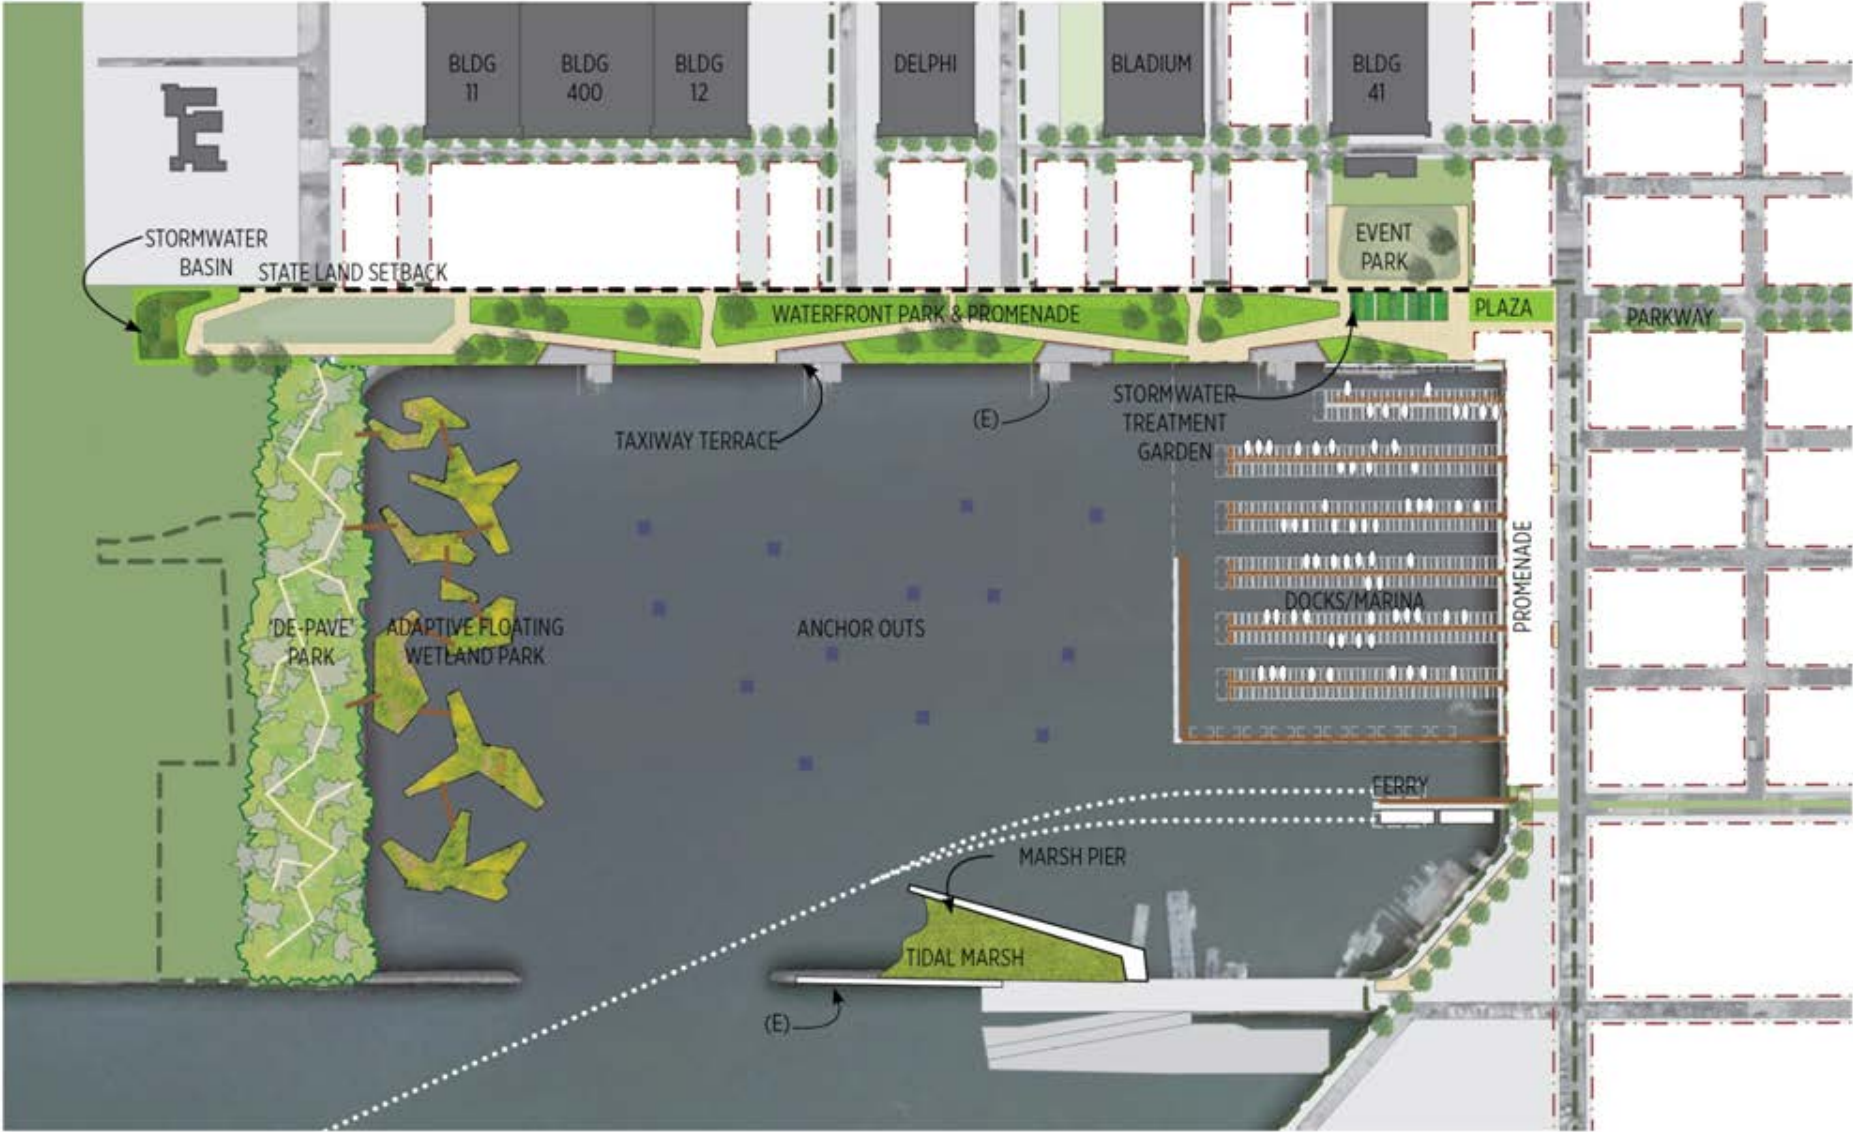 BLDG
11
BLDG
400
BLDG
12
DELPHI
BLADIUM
BLDG
41
STORMWATER
BASIN
STATE LAND SETBACK
EVENT
PARK
WATERFRONT PARK & PROMENADE
PLAZA
PARKWAY
TAXIWAY TERRACE
(E)
STORMWATER
TREATMENT
GARDEN
'DE-PAVE'
PARK
ADAPTIVE FLOATING
WETLAND PARK
ANCHOR OUTS
DOCKS/MARINA
PROMENADE
FERRY
MARSH PIER
TIDAL MARSH
(E)